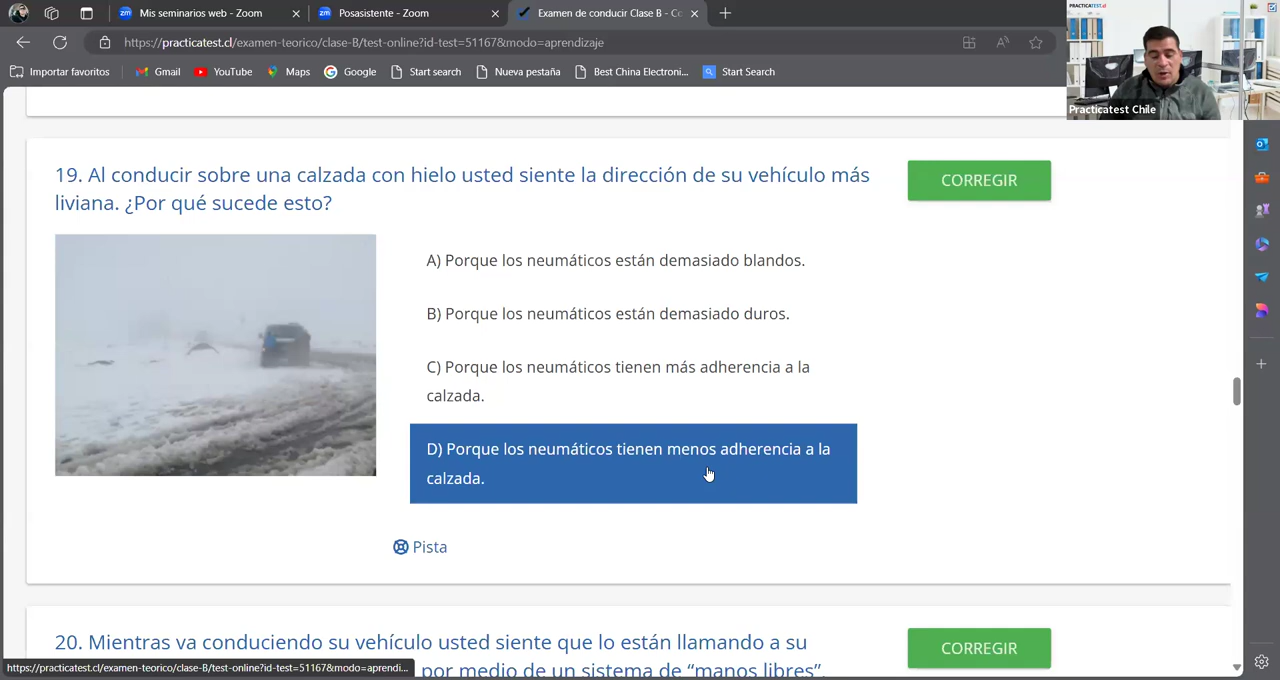 Mis seminarios web - Zoom
Posasistente - Zoom
Examen de conducir Clase B - Co
PRACTICATEST.cl
https://practicatest.cl/examen-teorico/clase-B/test-online?id-test=51167&modo=aprendizaje
Importar favoritos
Gmail
YouTube
Maps
Google
Start search
Nueva pestaña
Best China Electroni...
Start Search
Practicatest Chile
19. Al conducir sobre una calzada con hielo usted siente la dirección de su vehículo más
liviana. ¿Por qué sucede esto?
CORREGIR
A) Porque los neumáticos están demasiado blandos.
B) Porque los neumáticos están demasiado duros.
C) Porque los neumáticos tienen más adherencia a la
calzada.
D) Porque los neumáticos tienen menos adherencia a la
calzada.
Pista
20. Mientras va conduciendo su vehículo usted siente que lo están llamando a su
CORREGIR
por medio de un sistema de “manos libres”,
https://practicatest.cl/examen-teorico/clase-B/test-online?id-test=51167&modo=aprendi...